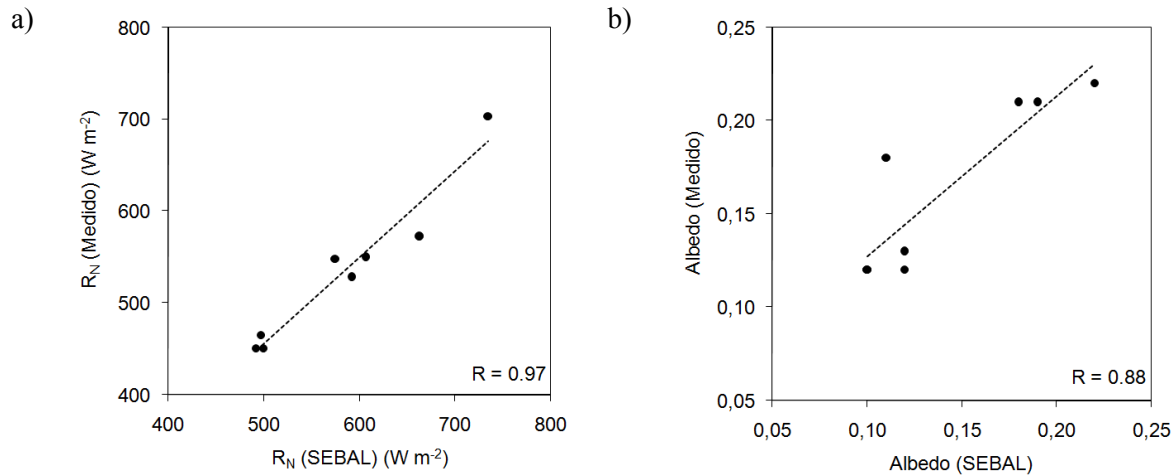 a)
800
700
600
500
400
R_N (Medido) (W m⁻²)
R = 0.97
400 500 600 700 800
R_N (SEBAL) (W m⁻²)
b)
0,25
0,20
0,15
0,10
0,05
Albedo (Medido)
R = 0.88
0,05 0,10 0,15 0,20 0,25
Albedo (SEBAL)